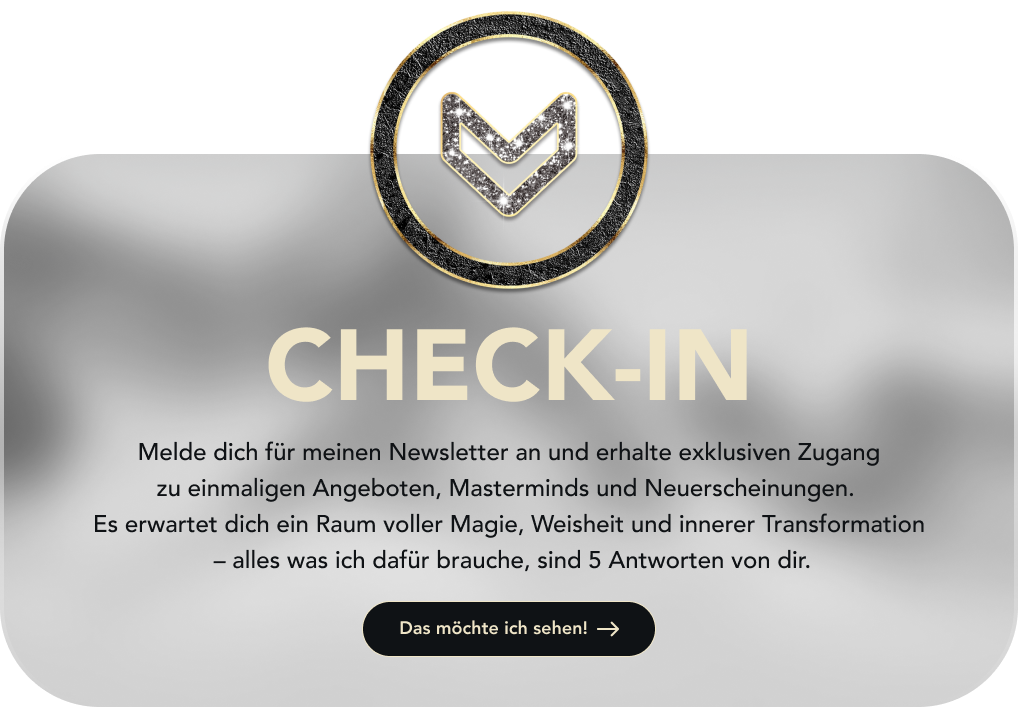 CHECK-IN
Melde dich für meinen Newsletter an und erhalte exklusiven Zugang
zu einmaligen Angeboten, Masterminds und Neuerscheinungen.
Es erwartet dich ein Raum voller Magie, Weisheit und innerer Transformation
– alles was ich dafür brauche, sind 5 Antworten von dir.
Das möchte ich sehen! →